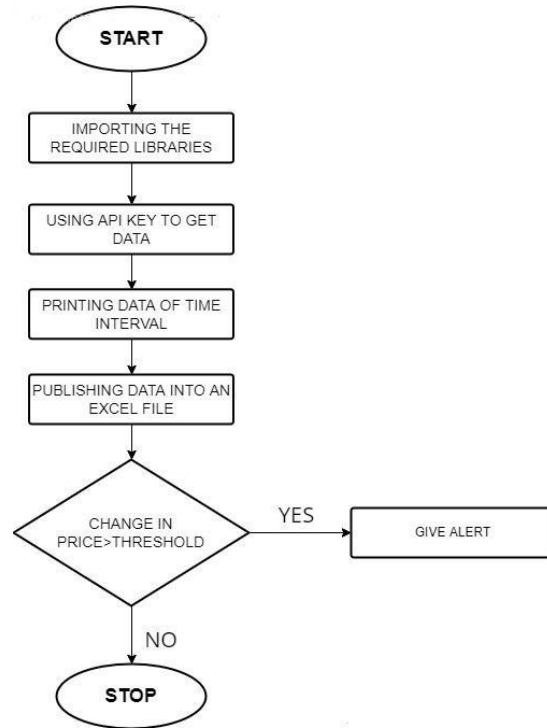 START
IMPORTING THE
REQUIRED LIBRARIES
USING API KEY TO GET
DATA
PRINTING DATA OF TIME
INTERVAL
PUBLISHING DATA INTO AN
EXCEL FILE
CHANGE IN
PRICE>THRESHOLD
YES
GIVE ALERT
NO
STOP